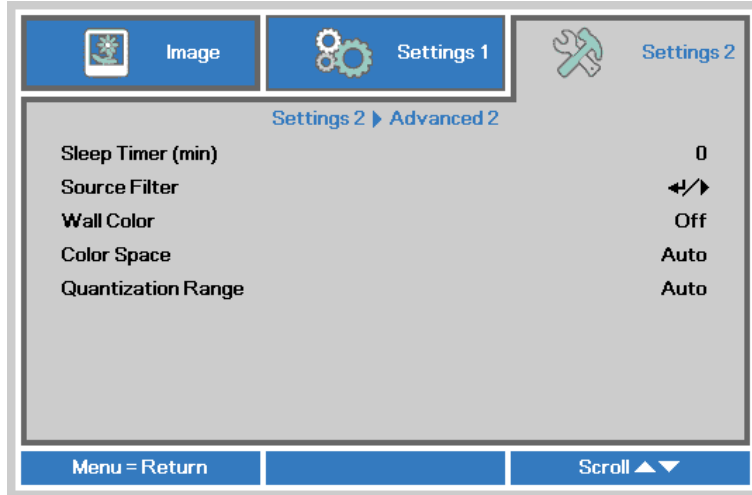 Image
Settings 1
Settings 2
Settings 2 ▶ Advanced 2
Sleep Timer (min) 0
Source Filter ↵/▶
Wall Color Off
Color Space Auto
Quantization Range Auto
Menu = Return
Scroll ▲▼